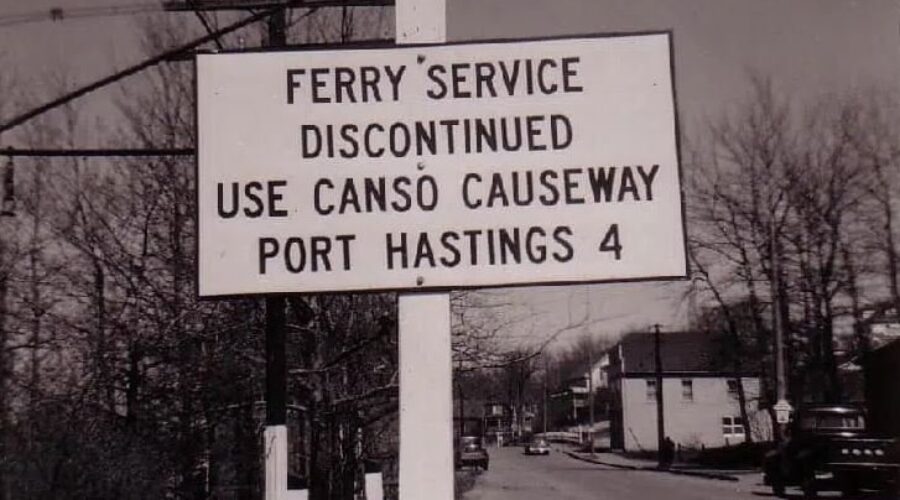 FERRY SERVICE
DISCONTINUED
USE CANSO CAUSEWAY
PORT HASTINGS 4